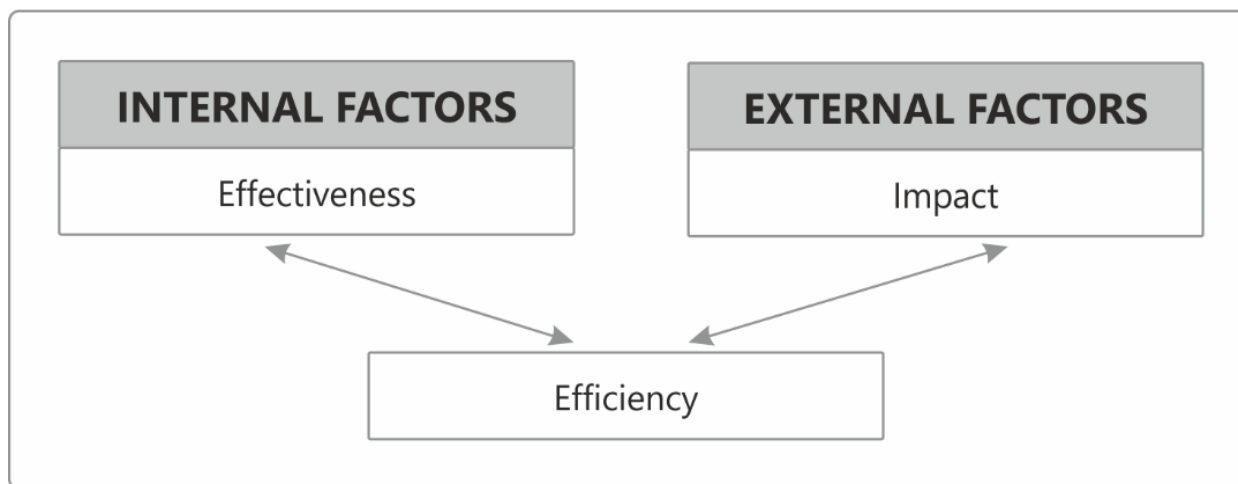 INTERNAL FACTORS
Effectiveness
EXTERNAL FACTORS
Impact
Efficiency